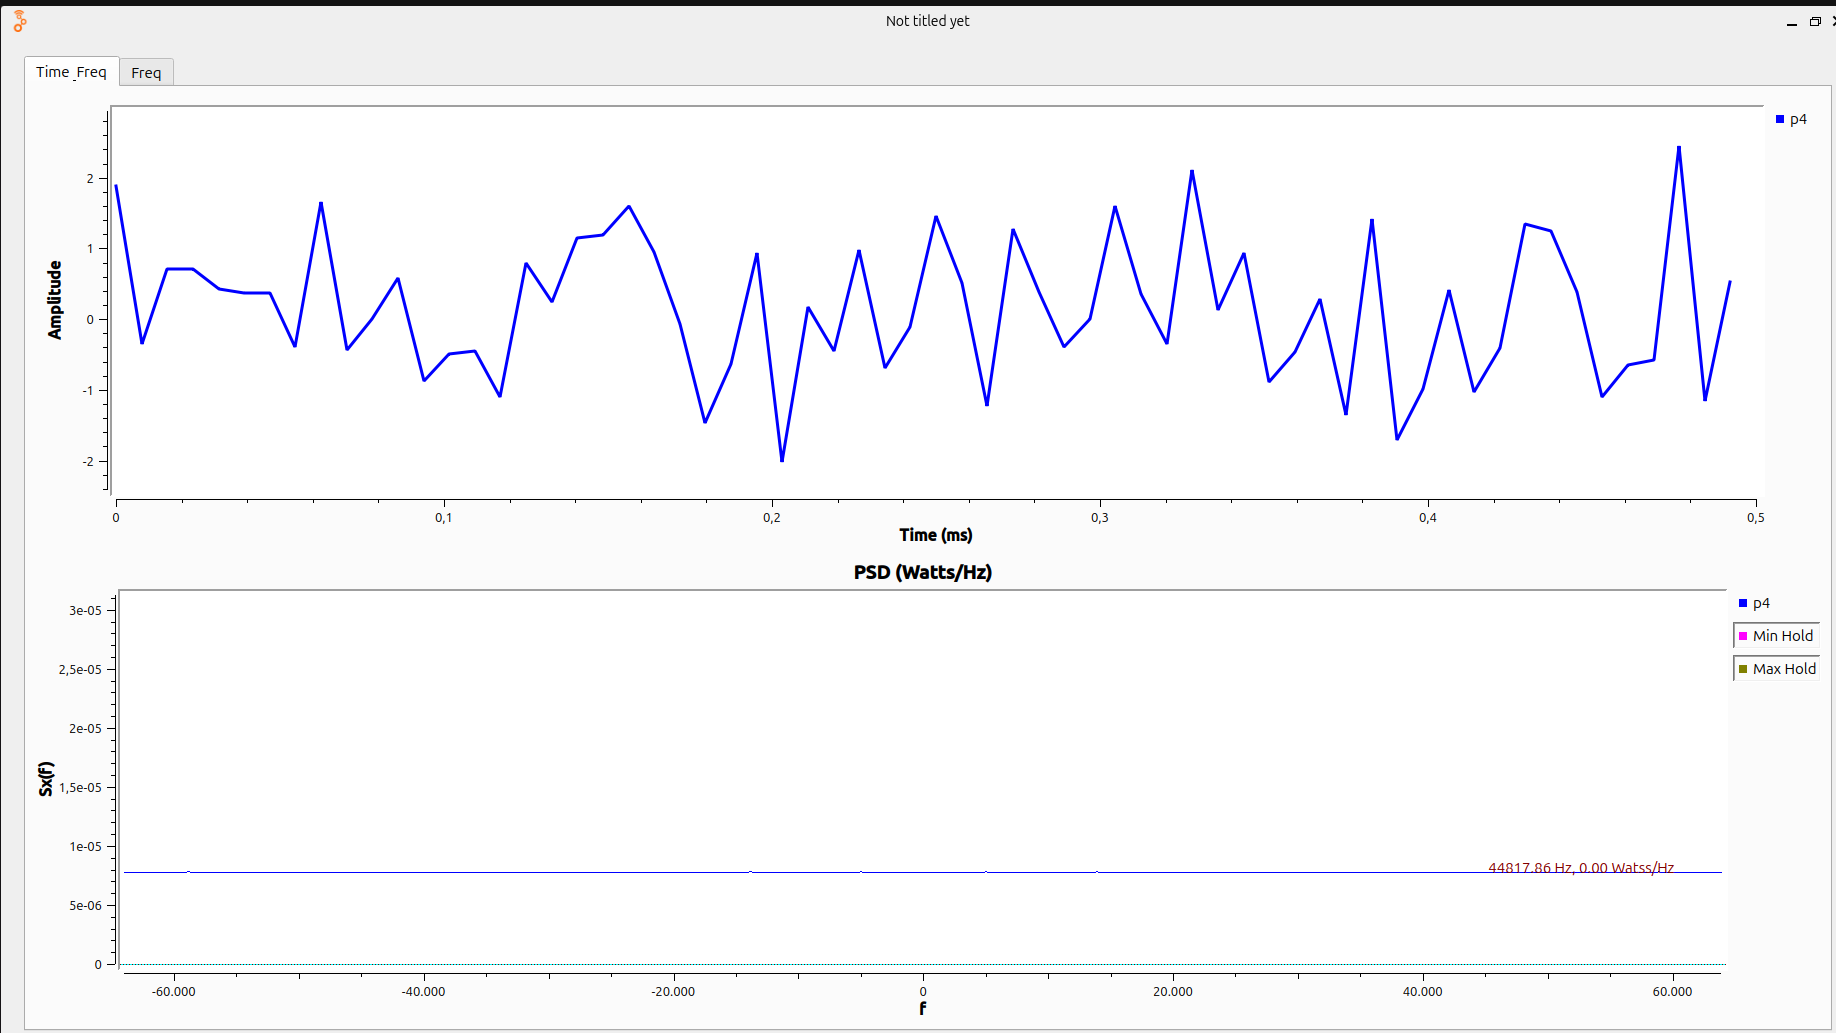 Not titled yet
Time_Freq
Freq
p4
Amplitude
2
1
0
-1
-2
0
0,1
0,2
0,3
0,4
0,5
Time (ms)
PSD (Watts/Hz)
p4
Min Hold
Max Hold
Sx(f)
3e-05
2,5e-05
2e-05
1,5e-05
1e-05
5e-06
0
44817.86 Hz, 0.00 Watss/Hz
-60.000
-40.000
-20.000
0
20.000
40.000
60.000
f